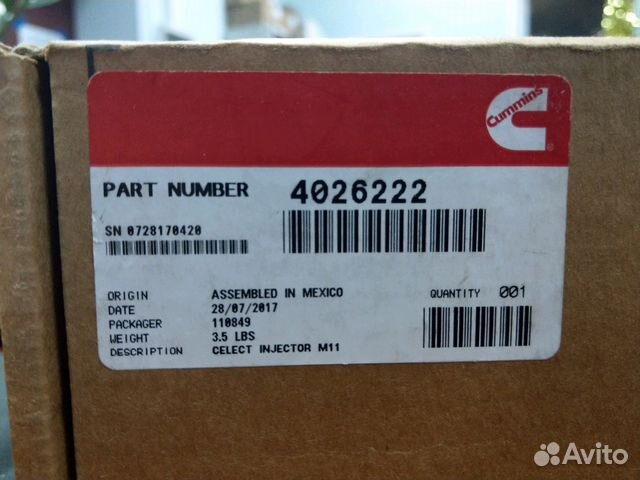 Cummins
PART NUMBER 4026222
SN 0728170420
ORIGIN ASSEMBLED IN MEXICO QUANTITY 001
DATE 28/07/2017
PACKAGER 110849
WEIGHT 3.5 LBS
DESCRIPTION CELECT INJECTOR M11
Avito